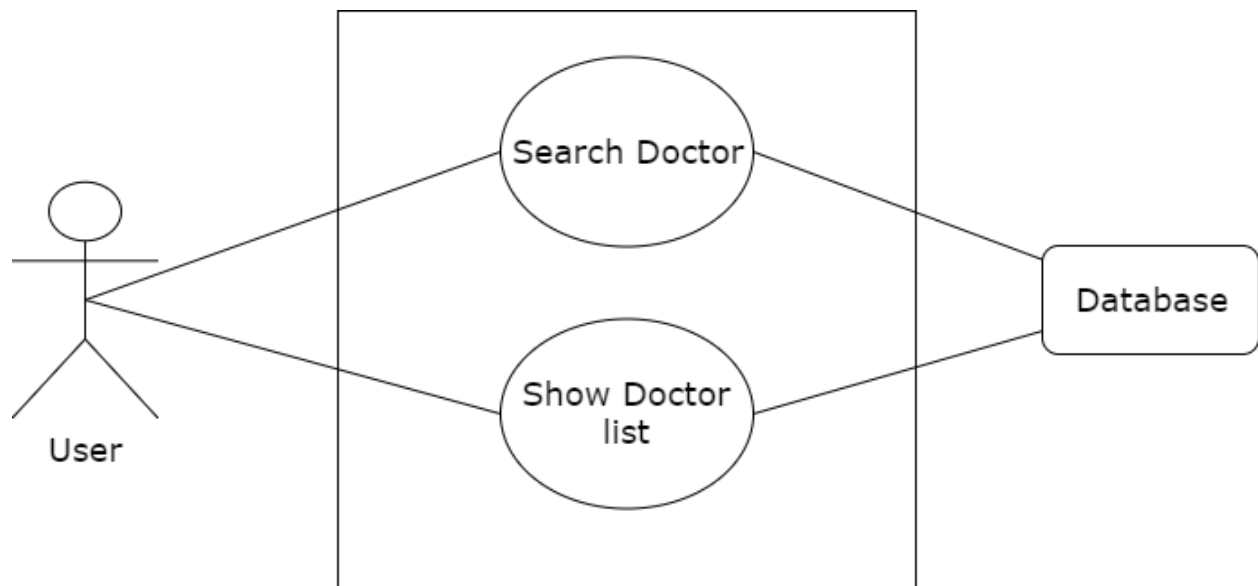 Search Doctor
Database
Show Doctor
list
User